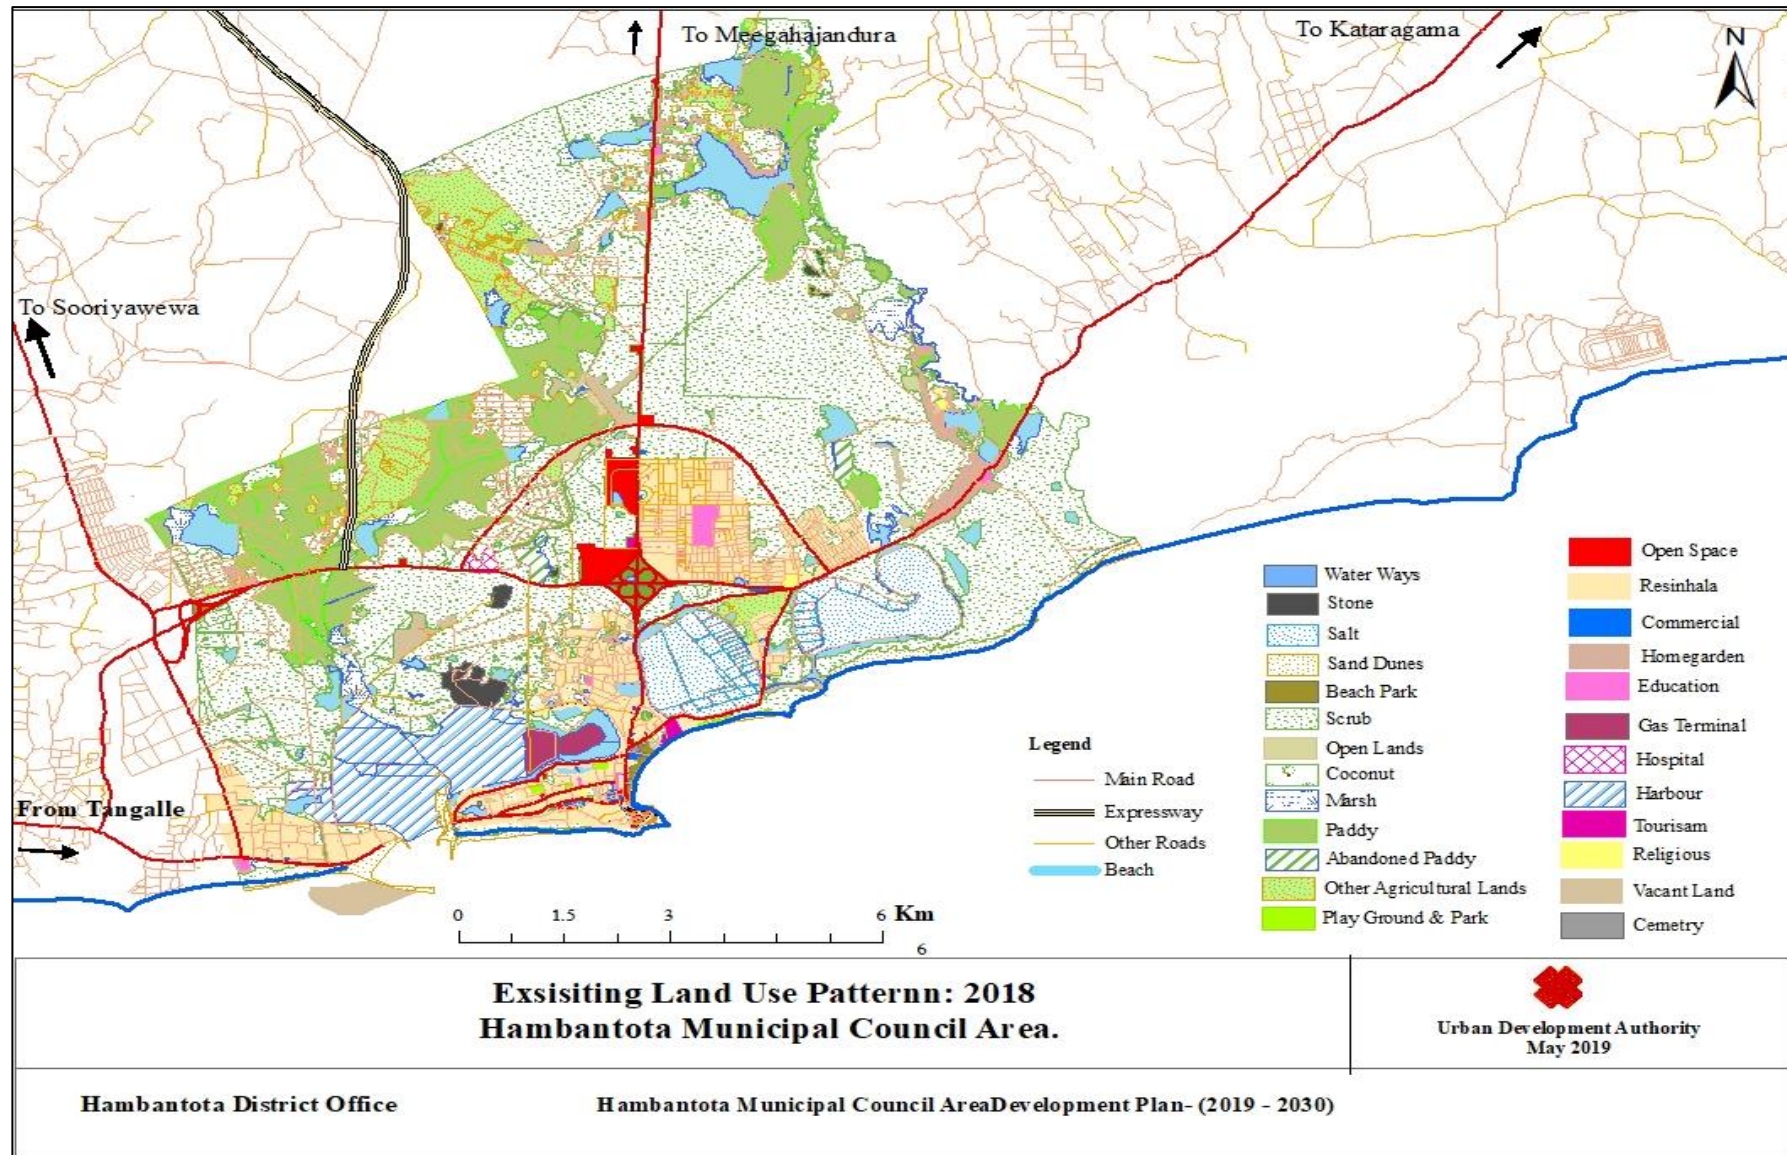 To Meegahajandura
To Kataragama
N
To Sooriyawewa
From Tangalle
Legend
Main Road
Expressway
Other Roads
Beach
Water Ways
Stone
Salt
Sand Dunes
Beach Park
Scrub
Open Lands
Coconut
Marsh
Paddy
Abandoned Paddy
Other Agricultural Lands
Play Ground & Park
Open Space
Resinhala
Commercial
Homegarden
Education
Gas Terminal
Hospital
Harbour
Tourisam
Religious
Vacant Land
Cemetry
0 1.5 3 6 Km
6
Exsisiting Land Use Patternn: 2018
Hambantota Municipal Council Area.
Urban Development Authority
May 2019
Hambantota District Office
Hambantota Municipal Council AreaDevelopment Plan- (2019 - 2030)